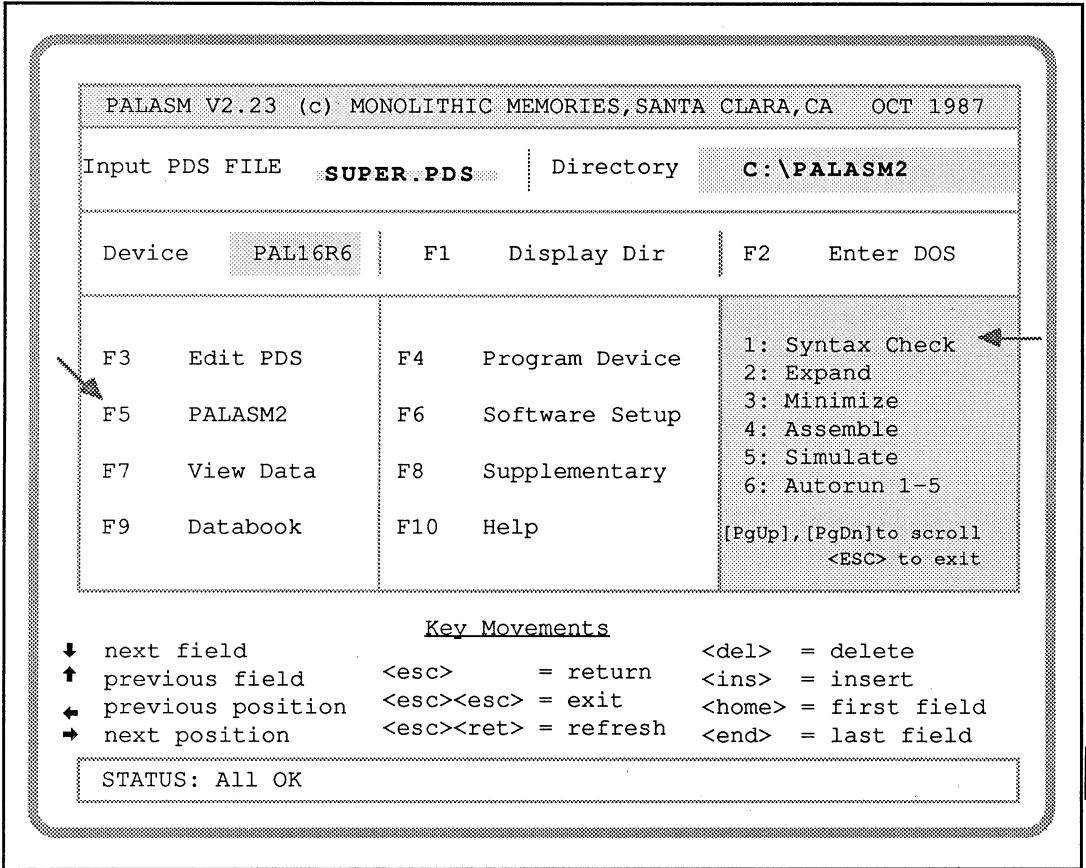 PALASM V2.23 (c) MONOLITHIC MEMORIES,SANTA CLARA,CA OCT 1987
Input PDS FILE SUPER.PDS Directory C:\PALASM2
Device PAL16R6 F1 Display Dir F2 Enter DOS
F3 Edit PDS F4 Program Device
F5 PALASM2 F6 Software Setup
F7 View Data F8 Supplementary
F9 Databook F10 Help
1: Syntax Check
2: Expand
3: Minimize
4: Assemble
5: Simulate
6: Autorun 1-5
[PgUp],[PgDn]to scroll
<ESC> to exit
Key Movements
↓ next field
↑ previous field
← previous position
→ next position
<esc> = return
<esc><esc> = exit
<esc><ret> = refresh
<del> = delete
<ins> = insert
<home> = first field
<end> = last field
STATUS: All OK